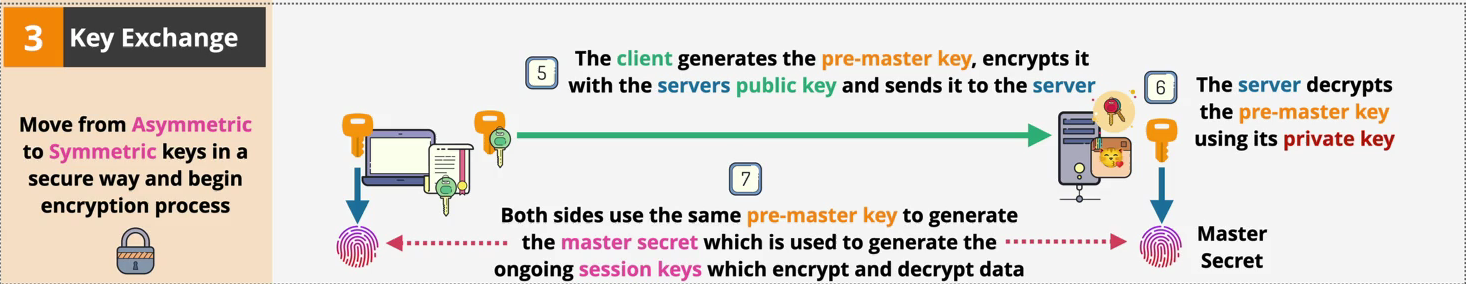 3 Key Exchange
Move from Asymmetric
to Symmetric keys in a
secure way and begin
encryption process
5
The client generates the pre-master key, encrypts it
with the servers public key and sends it to the server
6
The server decrypts
the pre-master key
using its private key
7
Both sides use the same pre-master key to generate
the master secret which is used to generate the
ongoing session keys which encrypt and decrypt data
Master
Secret